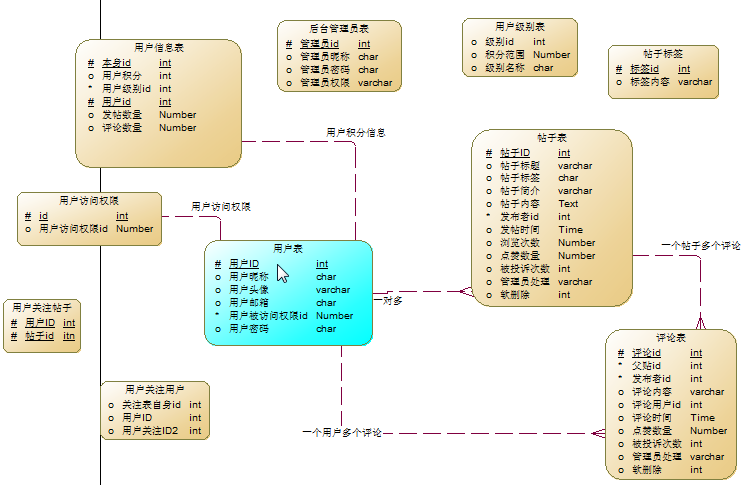 用户信息表
# 本身id int
o 用户积分 int
* 用户级别id int
# 用户id int
o 发帖数量 Number
o 评论数量 Number
后台管理员表
# 管理员id int
o 管理员昵称 char
o 管理员密码 char
o 管理员权限 varchar
用户级别表
o 级别id int
o 积分范围 Number
o 级别名称 char
帖子标签
# 标签id int
o 标签内容 varchar
用户积分信息
帖子表
# 帖子ID int
o 帖子标题 varchar
o 帖子标签 char
o 帖子简介 varchar
o 帖子内容 Text
* 发布者id int
o 发帖时间 Time
o 浏览次数 Number
o 点赞数量 Number
o 被投诉次数 int
o 管理员处理 varchar
o 软删除 int
用户访问权限
# id int
o 用户访问权限id Number
用户访问权限
用户表
# 用户ID int
o 用户昵称 char
o 用户头像 varchar
o 用户邮箱 char
* 用户被访问权限id Number
o 用户密码 char
一对多
一个帖子多个评论
用户关注帖子
# 用户ID int
# 帖子id itn
评论表
# 评论id int
* 父贴id int
* 发布者id int
o 评论内容 varchar
o 评论用户id int
o 评论时间 Time
o 点赞数量 Number
o 被投诉次数 int
o 管理员处理 varchar
o 软删除 int
用户关注用户
o 关注表自身id int
o 用户ID int
o 用户关注ID2 int
一个用户多个评论